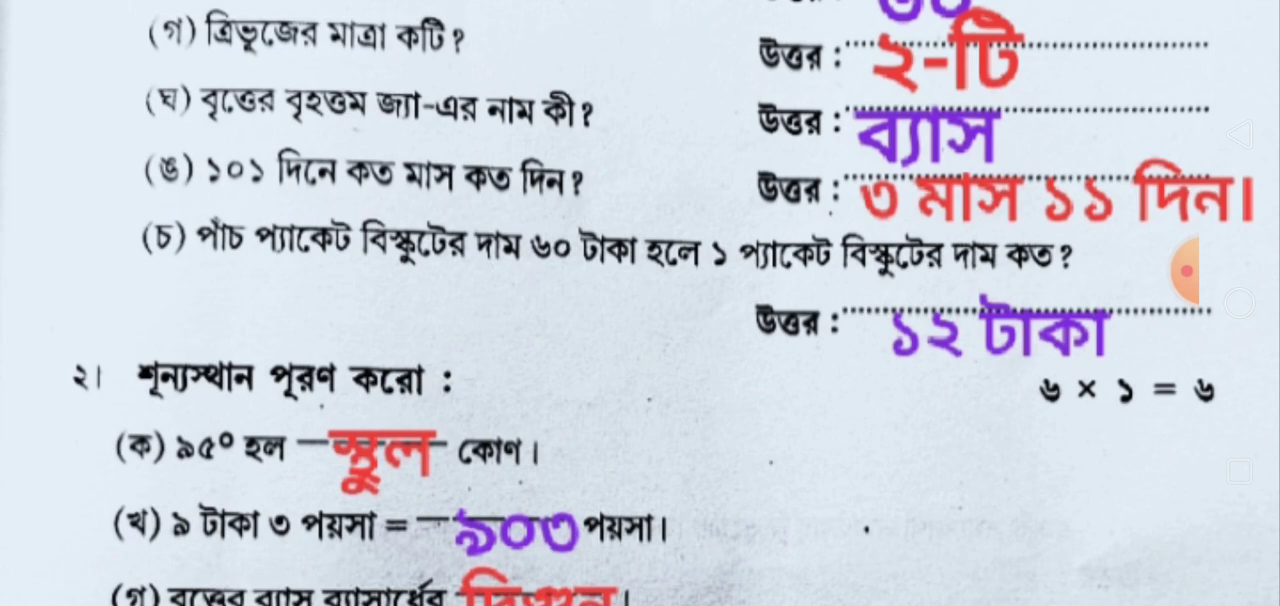 ৬০
(গ) ত্রিভূজের মাত্রা কটি?
উত্তর : ২-টি
(ঘ) বৃত্তের বৃহত্তম জ্যা-এর নাম কী?
উত্তর : ব্যাস
(ঙ) ১০১ দিনে কত মাস কত দিন?
উত্তর : ৩ মাস ১১ দিন।
(চ) পাঁচ প্যাকেট বিস্কুটের দাম ৬০ টাকা হলে ১ প্যাকেট বিস্কুটের দাম কত?
উত্তর : ১২ টাকা
২। শূন্যস্থান পূরণ করো :
৬ × ১ = ৬
(ক) ৯৫° হল স্থুল কোণ।
(খ) ৯ টাকা ৩ পয়সা = ৯০৩ পয়সা।
(গ) বৃত্তের ব্যাস ব্যাসার্ধের দ্বিগুন।